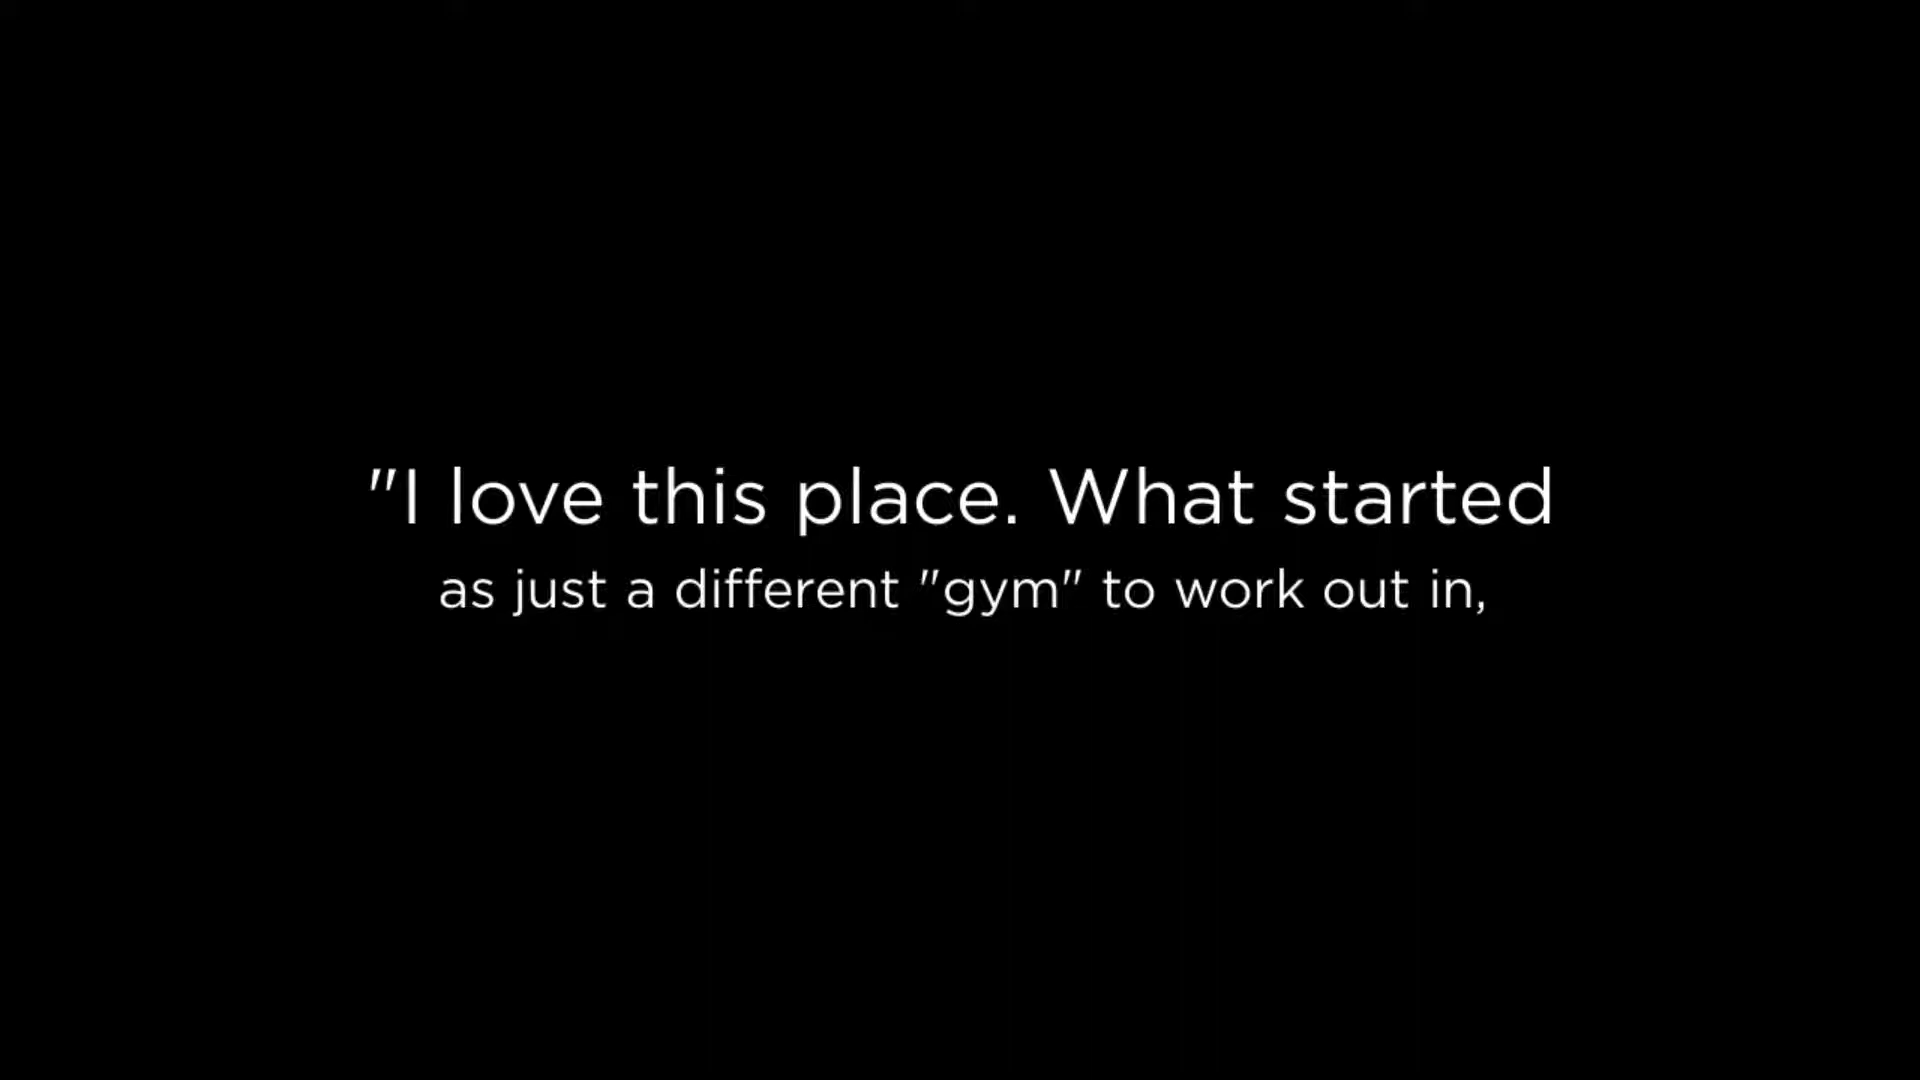 "I love this place. What started
as just a different "gym" to work out in,